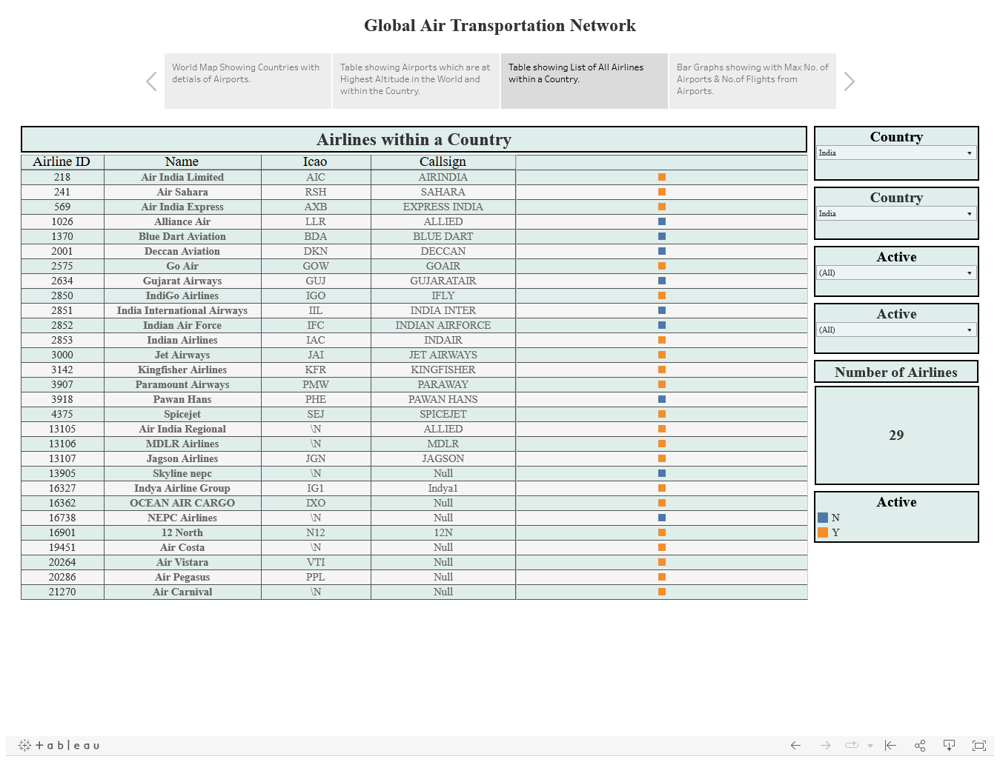 Global Air Transportation Network
World Map Showing Countries with
detials of Airports.
Table showing Airports which are at
Highest Altitude in the World and
within the Country.
Table showing List of All Airlines
within a Country.
Bar Graphs showing with Max No. of
Airports & No.of Flights from
Airports.
Airlines within a Country
Airline ID Name Icao Callsign
218 Air India Limited AIC AIRINDIA
241 Air Sahara RSH SAHARA
569 Air India Express AXB EXPRESS INDIA
1026 Alliance Air LLR ALLIED
1370 Blue Dart Aviation BDA BLUE DART
2001 Deccan Aviation DKN DECCAN
2575 Go Air GOW GOAIR
2634 Gujarat Airways GUJ GUJARATAIR
2850 IndiGo Airlines IGO IFLY
2851 India International Airways IIL INDIA INTER
2852 Indian Air Force IFC INDIAN AIRFORCE
2853 Indian Airlines IAC INDAIR
3000 Jet Airways JAI JET AIRWAYS
3142 Kingfisher Airlines KFR KINGFISHER
3907 Paramount Airways PMW PARAWAY
3918 Pawan Hans PHE PAWAN HANS
4375 Spicejet SEJ SPICEJET
13105 Air India Regional \N ALLIED
13106 MDLR Airlines \N MDLR
13107 Jagson Airlines JGN JAGSON
13905 Skyline nepc \N Null
16327 Indya Airline Group IG1 Indya1
16362 OCEAN AIR CARGO IXO Null
16738 NEPC Airlines \N Null
16901 12 North N12 12N
19451 Air Costa \N Null
20264 Air Vistara VTI Null
20286 Air Pegasus PPL Null
21270 Air Carnival \N Null
Country
India
Country
India
Active
(All)
Active
(All)
Number of Airlines
29
Active
N
Y
+ableau